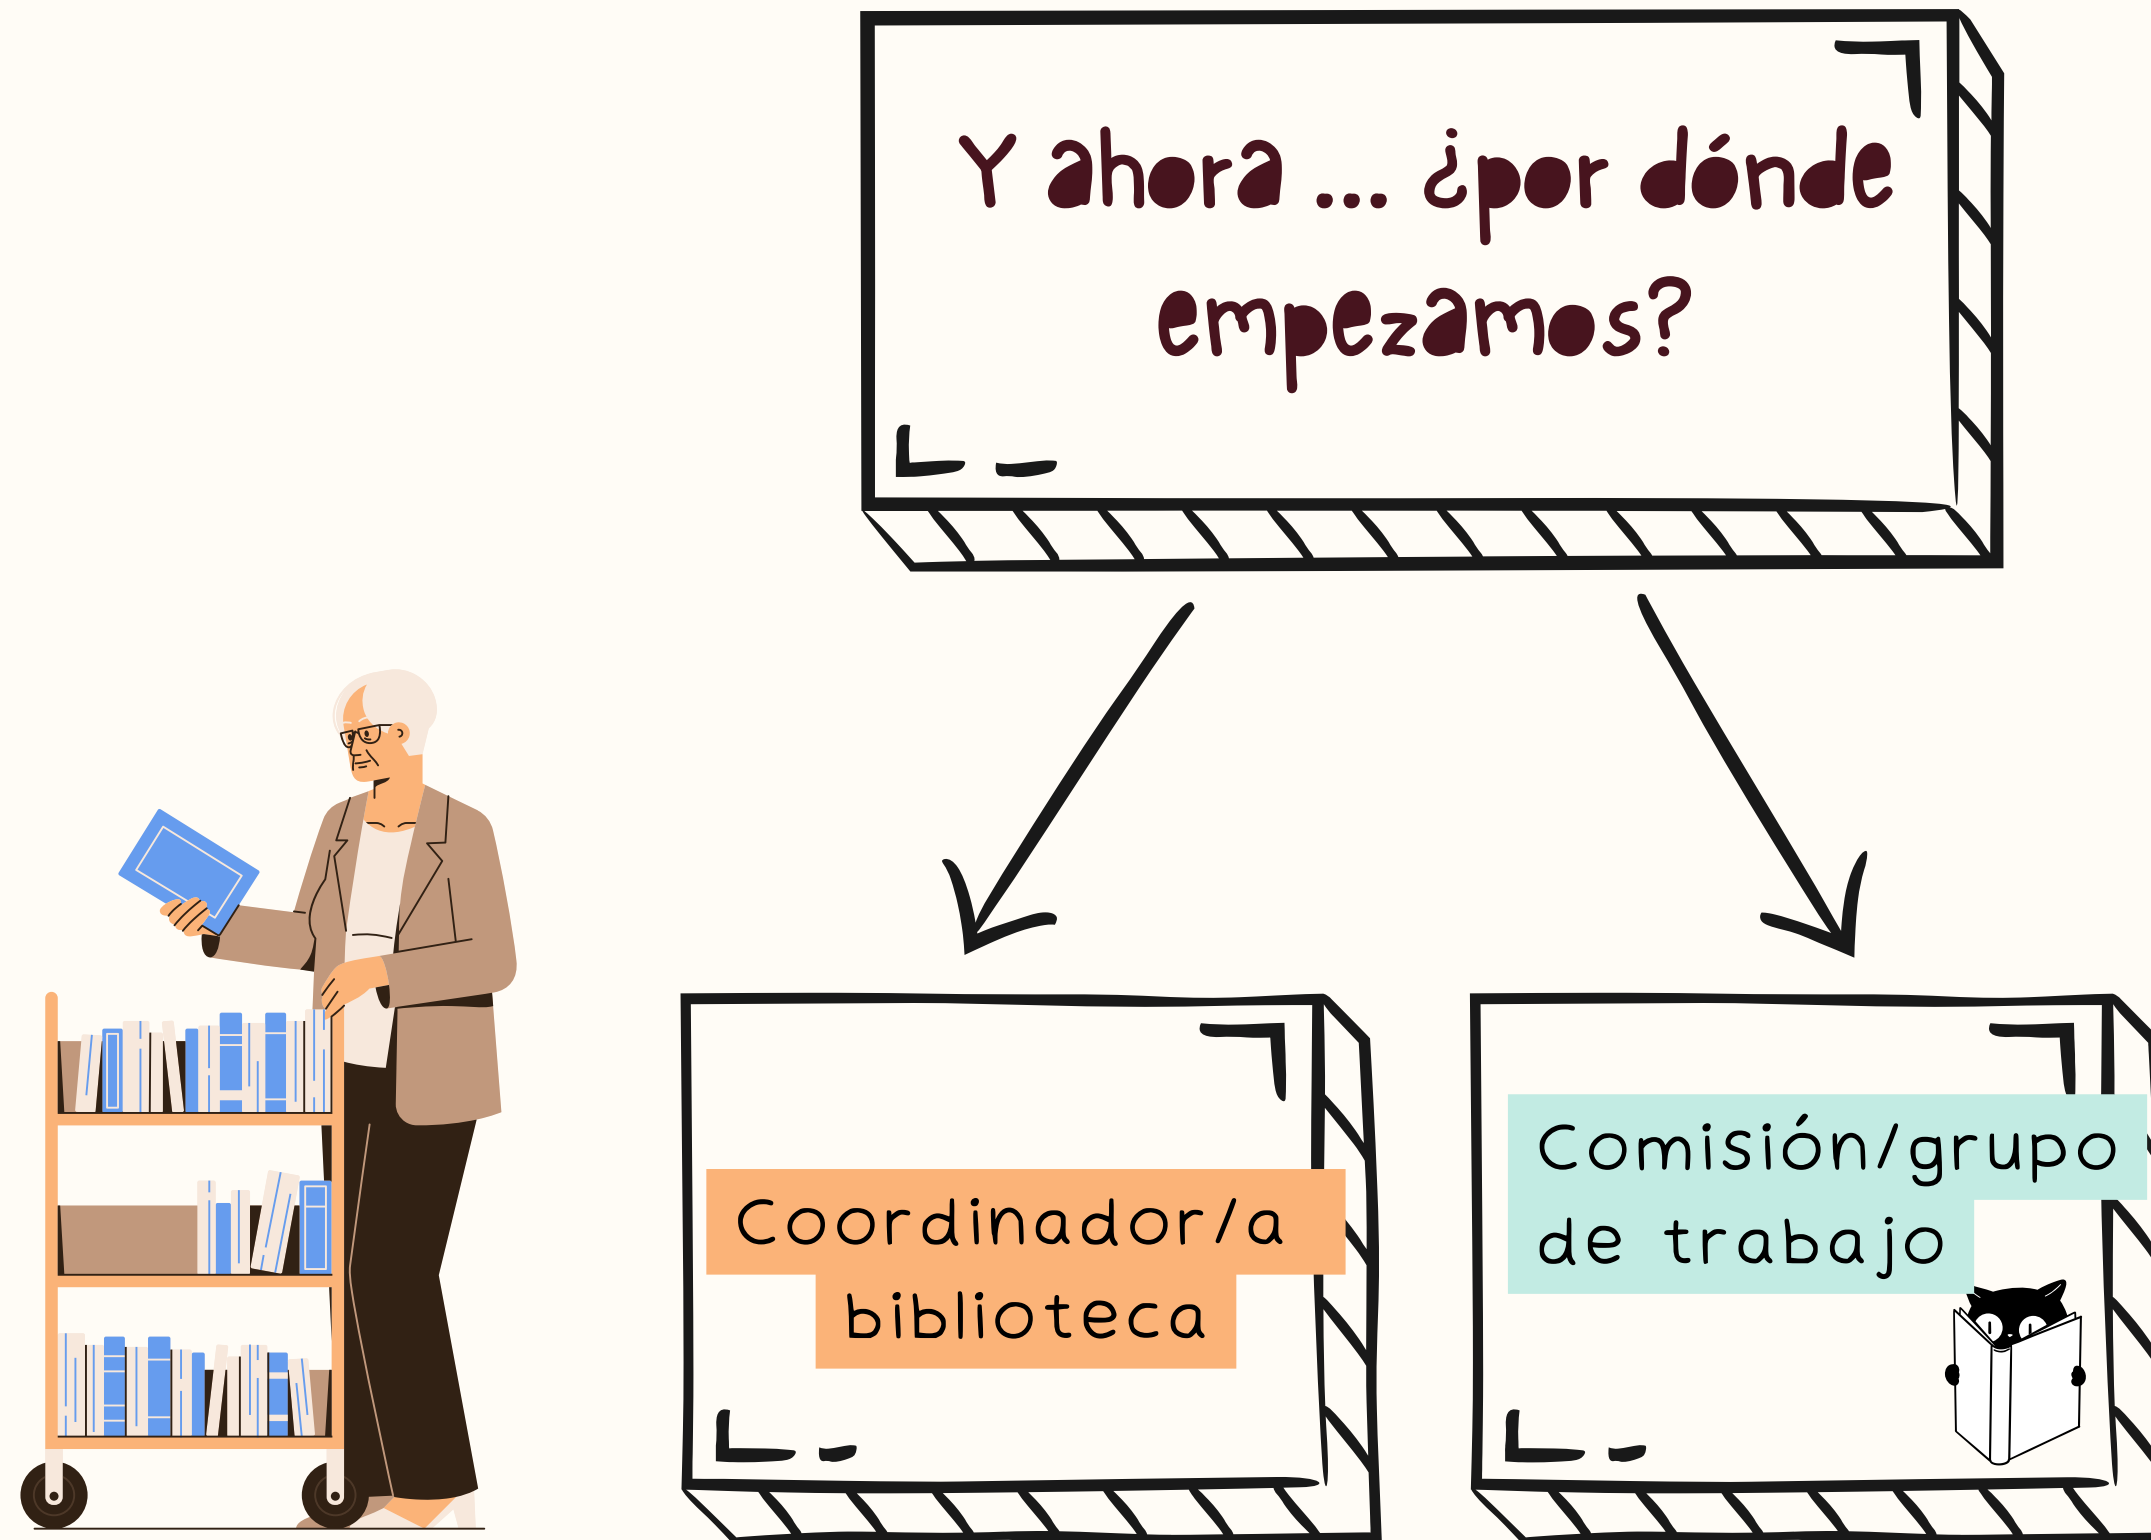 Y ahora .... ¿por dónde
empezamos?
Coordinador/a
biblioteca
Comisión/grupo
de trabajo